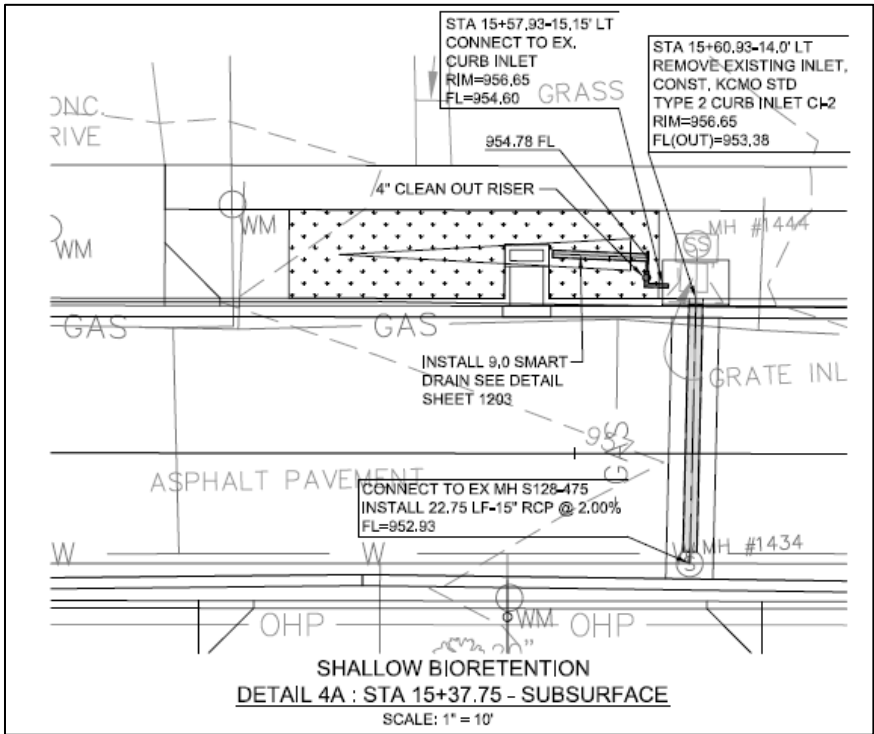 STA 15+57.93-15.15' LT
CONNECT TO EX.
CURB INLET
RIM=956.65
FL=954.60
STA 15+60.93-14.0' LT
REMOVE EXISTING INLET,
CONST. KCMO STD
TYPE 2 CURB INLET CI-2
RIM=956.65
FL(OUT)=953.38
GRASS
ONC.
RIVE
954.78 FL
4" CLEAN OUT RISER
WM
WM
MH #1444
SS
GAS
GAS
INSTALL 9.0 SMART
DRAIN SEE DETAIL
SHEET 1203
GRATE INL
GAS
ASPHALT PAVEMENT
CONNECT TO EX MH S128-475
INSTALL 22.75 LF-15" RCP @ 2.00%
FL=952.93
W
W
MH #1434
S
OHP
WM
OHP
SHALLOW BIORETENTION
DETAIL 4A : STA 15+37.75 - SUBSURFACE
SCALE: 1" = 10'